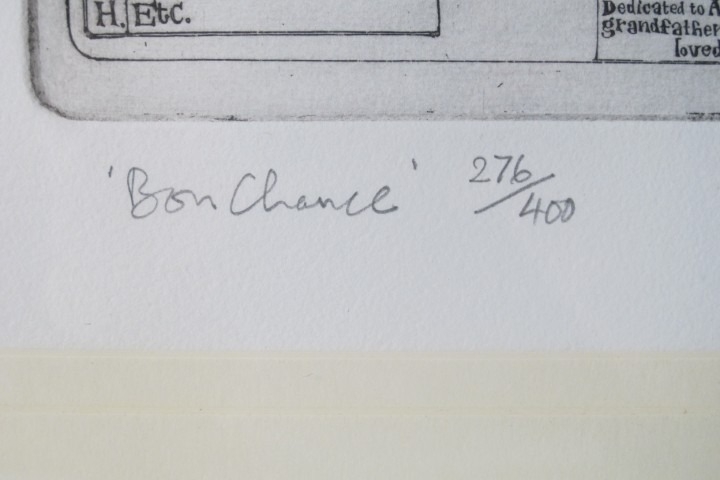 H. Etc.
Dedicated to A
grandfather
loved
'Bon Chance' 276/400